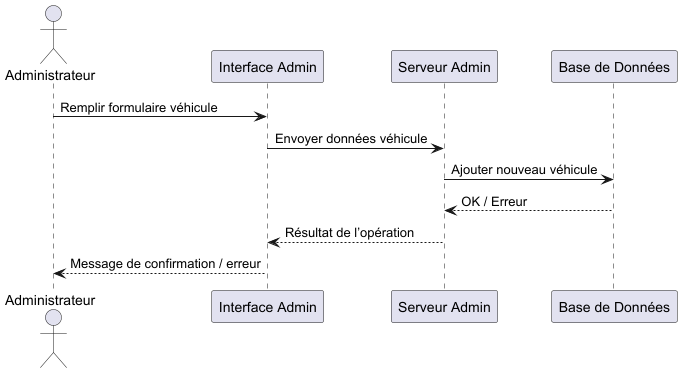 Administrateur
Interface Admin
Serveur Admin
Base de Données
Remplir formulaire véhicule
Envoyer données véhicule
Ajouter nouveau véhicule
OK / Erreur
Résultat de l'opération
Message de confirmation / erreur
Administrateur
Interface Admin
Serveur Admin
Base de Données